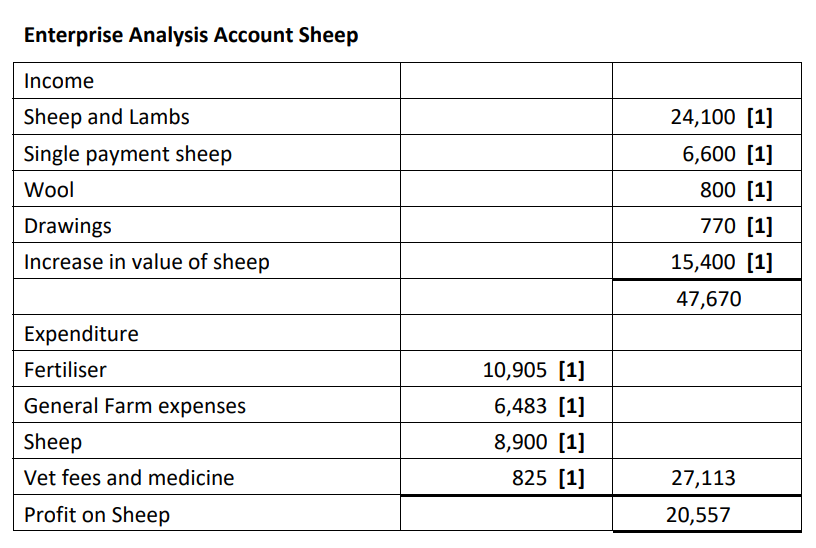 Enterprise Analysis Account Sheep
Income
Sheep and Lambs 24,100 [1]
Single payment sheep 6,600 [1]
Wool 800 [1]
Drawings 770 [1]
Increase in value of sheep 15,400 [1]
47,670
Expenditure
Fertiliser 10,905 [1]
General Farm expenses 6,483 [1]
Sheep 8,900 [1]
Vet fees and medicine 825 [1] 27,113
Profit on Sheep 20,557